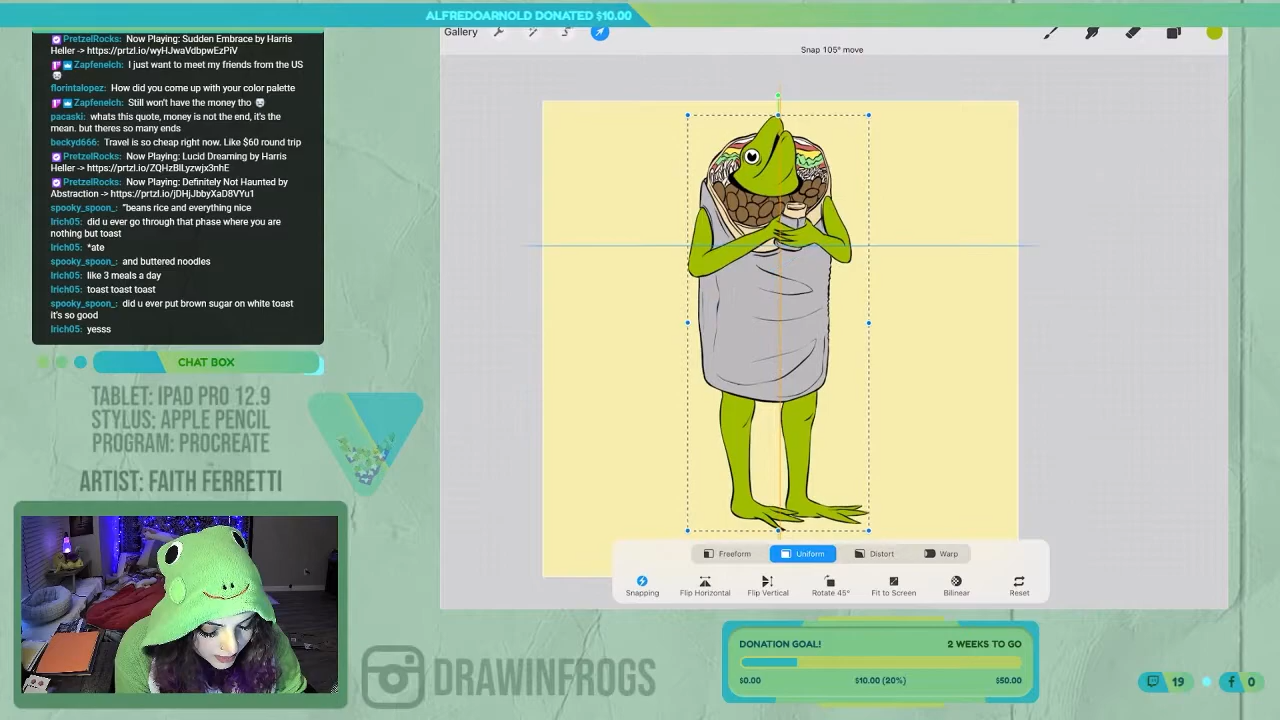 ALFREDOARNOLD DONATED $10.00
PretzelRocks: Now Playing: Sudden Embrace by Harris
Heller -> https://prtzl.io/wyHJwaVdbpwEzPiV
Zapfenelch: I just want to meet my friends from the US
florintalopez: How did you come up with your color palette
Zapfenelch: Still won't have the money tho
pacaski: whats this quote, money is not the end, it's the
mean. but theres so many ends
beckyd666: Travel is so cheap right now. Like $60 round trip
PretzelRocks: Now Playing: Lucid Dreaming by Harris
Heller -> https://prtzl.io/ZQHzBlLyzwjx3nhE
PretzelRocks: Now Playing: Definitely Not Haunted by
Abstraction -> https://prtzl.io/jDHjJbbyXaD8VYu1
spooky_spoon_: "beans rice and everything nice
lrich05: did u ever go through that phase where you are
nothing but toast
lrich05: *ate
spooky_spoon_: and buttered noodles
lrich05: like 3 meals a day
lrich05: toast toast toast
spooky_spoon_: did u ever put brown sugar on white toast
it's so good
lrich05: yesss
CHAT BOX
TABLET: IPAD PRO 12.9
STYLUS: APPLE PENCIL
PROGRAM: PROCREATE
ARTIST: FAITH FERRETTI
Gallery
Snap 105° move
Freeform Uniform Distort Warp
Snapping Flip Horizontal Flip Vertical Rotate 45° Fit to Screen Bilinear Reset
DRAWINFROGS
DONATION GOAL! 2 WEEKS TO GO
$0.00 $10.00 (20%) $50.00
19 0